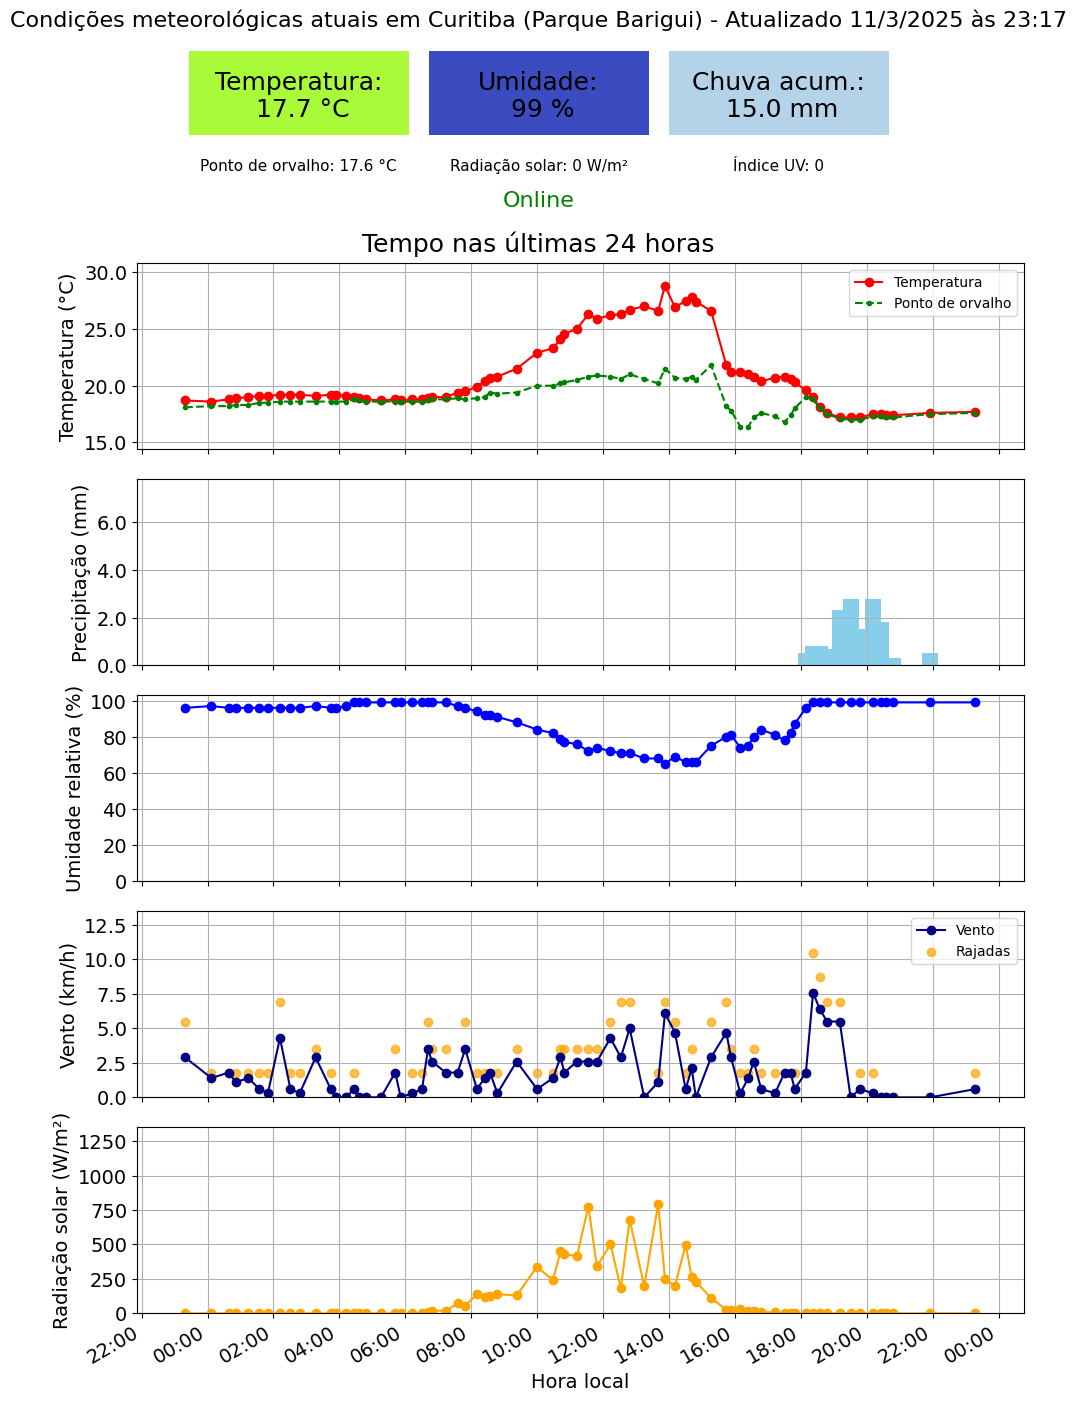 Condições meteorológicas atuais em Curitiba (Parque Barigui) - Atualizado 11/3/2025 às 23:17
Temperatura:
17.7 °C
Umidade:
99 %
Chuva acum.:
15.0 mm
Ponto de orvalho: 17.6 °C
Radiação solar: 0 W/m²
Índice UV: 0
Online
Tempo nas últimas 24 horas
Temperatura (°C)
30.0
25.0
20.0
15.0
Temperatura
Ponto de orvalho
Precipitação (mm)
6.0
4.0
2.0
0.0
Umidade relativa (%)
100
80
60
40
20
0
Vento (km/h)
12.5
10.0
7.5
5.0
2.5
0.0
Vento
Rajadas
Radiação solar (W/m²)
1250
1000
750
500
250
0
22:00
00:00
02:00
04:00
06:00
08:00
10:00
12:00
14:00
16:00
18:00
20:00
22:00
00:00
Hora local